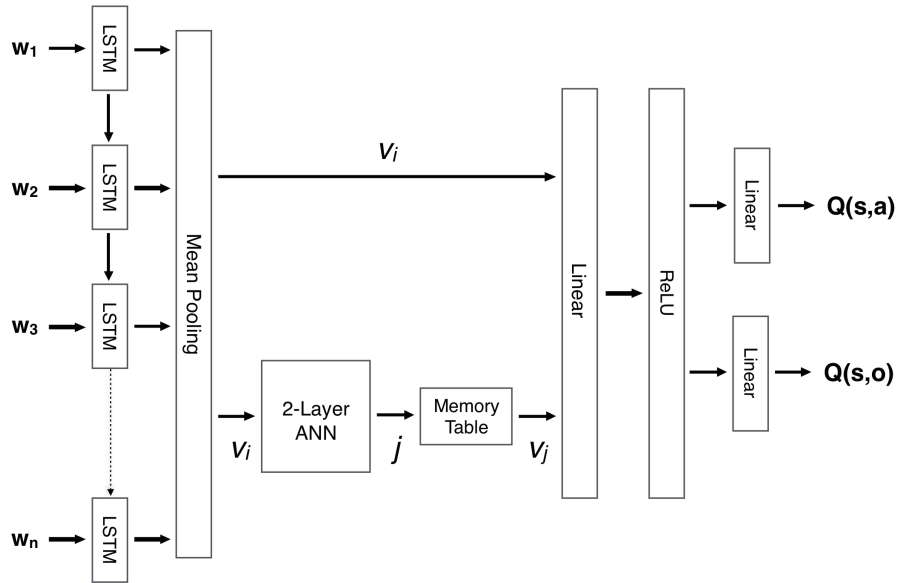 w1
LSTM
w2
LSTM
w3
LSTM
wn
LSTM
Mean Pooling
vi
vi
2-Layer
ANN
j
Memory
Table
vj
Linear
ReLU
Linear
Q(s,a)
Linear
Q(s,o)